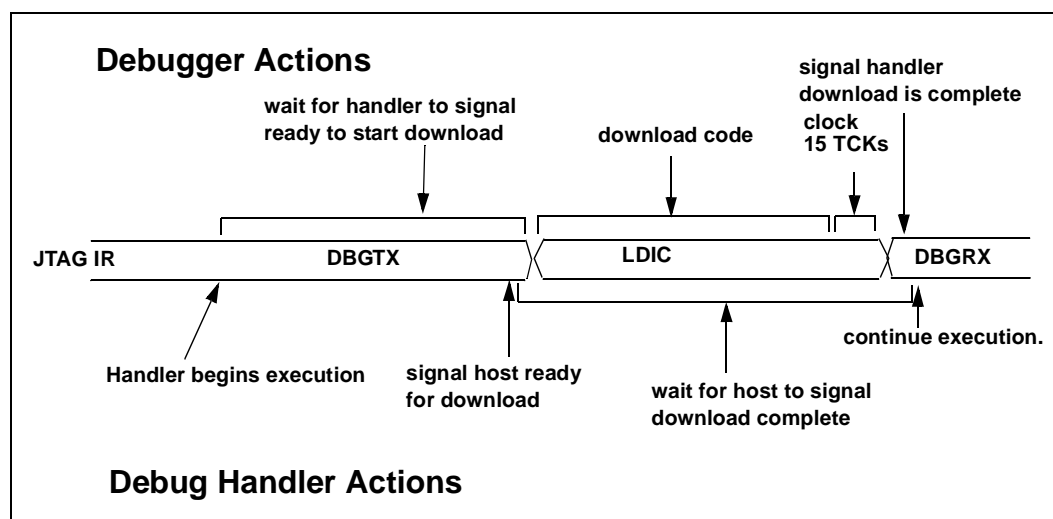 Debugger Actions
signal handler
download is complete
wait for handler to signal
ready to start download
download code
clock
15 TCKs
JTAG IR
DBGTX
LDIC
DBGRX
Handler begins execution
signal host ready
for download
wait for host to signal
download complete
continue execution.
Debug Handler Actions